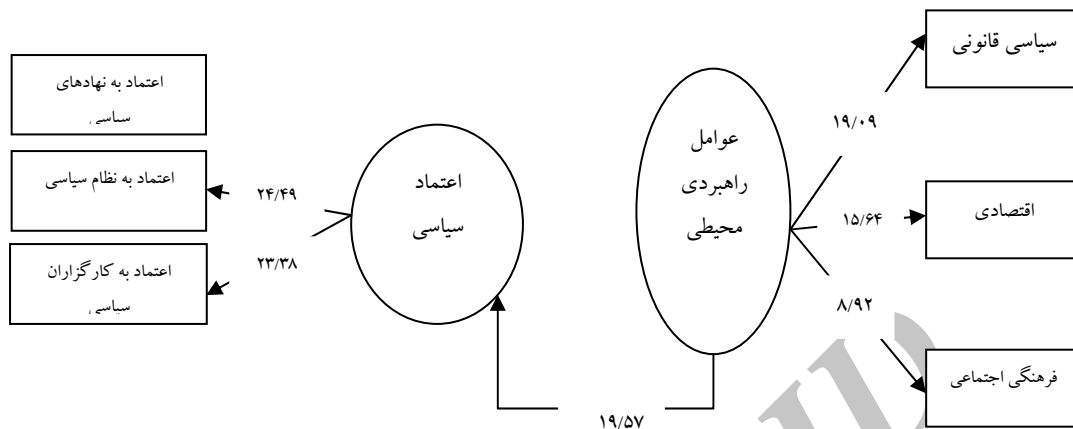 سیاسی قانونی
اعتماد به نهادهای
سیاسی
۱۹/۰۹
عوامل
راهبردی
محیطی
اعتماد به نظام سیاسی
۲۴/۴۹
اعتماد
سیاسی
اقتصادی
۱۵/۶۴
اعتماد به کارگزاران
سیاسی
۲۳/۳۸
۸/۹۲
فرهنگی اجتماعی
۱۹/۵۷